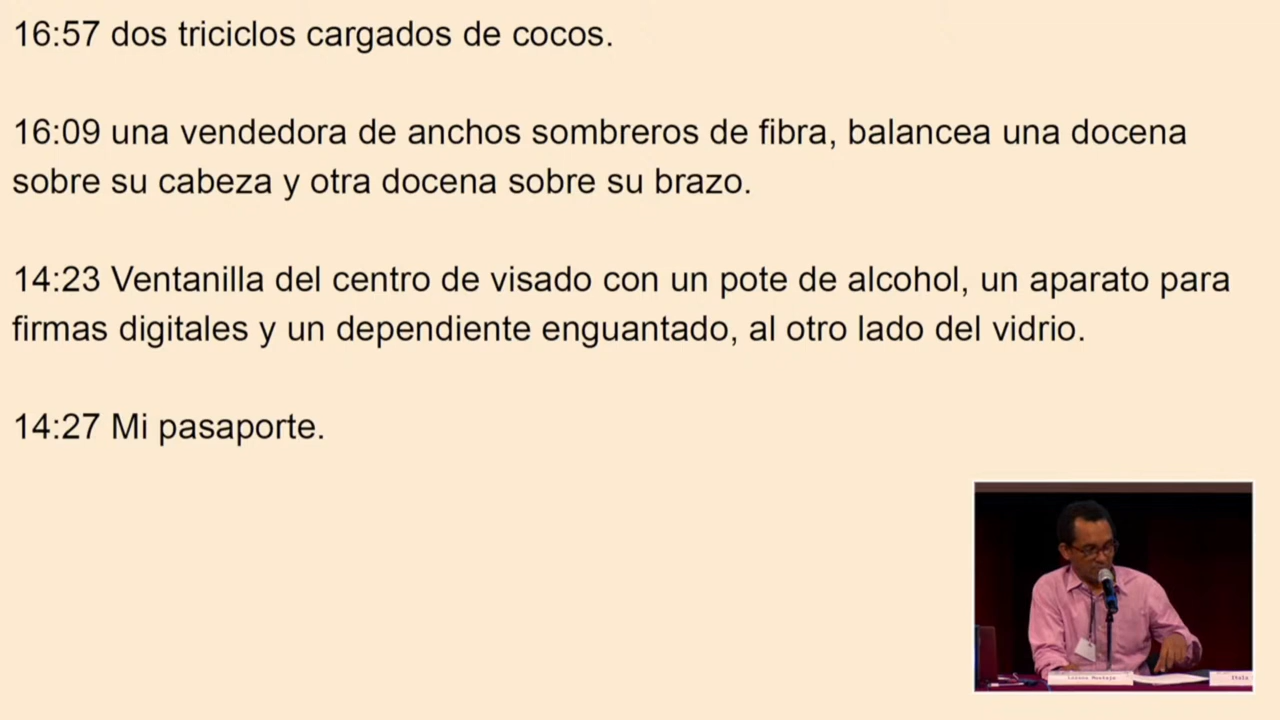 16:57 dos triciclos cargados de cocos.
16:09 una vendedora de anchos sombreros de fibra, balancea una docena
sobre su cabeza y otra docena sobre su brazo.
14:23 Ventanilla del centro de visado con un pote de alcohol, un aparato para
firmas digitales y un dependiente enguantado, al otro lado del vidrio.
14:27 Mi pasaporte.